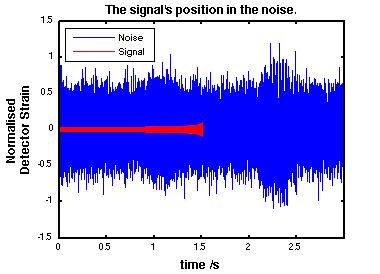 The signal's position in the noise.
1.5
Noise
Signal
1
0.5
0
-0.5
-1
-1.5
Normalised
Detector Strain
0 0.5 1 1.5 2 2.5
time /s